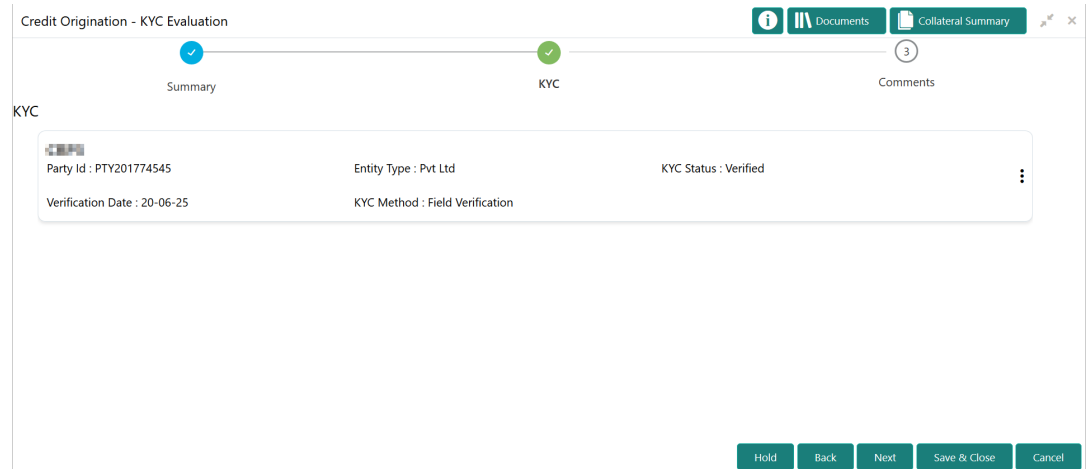 Credit Origination - KYC Evaluation
i Documents Collateral Summary
3
Summary KYC Comments
KYC
Party Id : PTY201774545 Entity Type : Pvt Ltd KYC Status : Verified
Verification Date : 20-06-25 KYC Method : Field Verification
Hold Back Next Save & Close Cancel